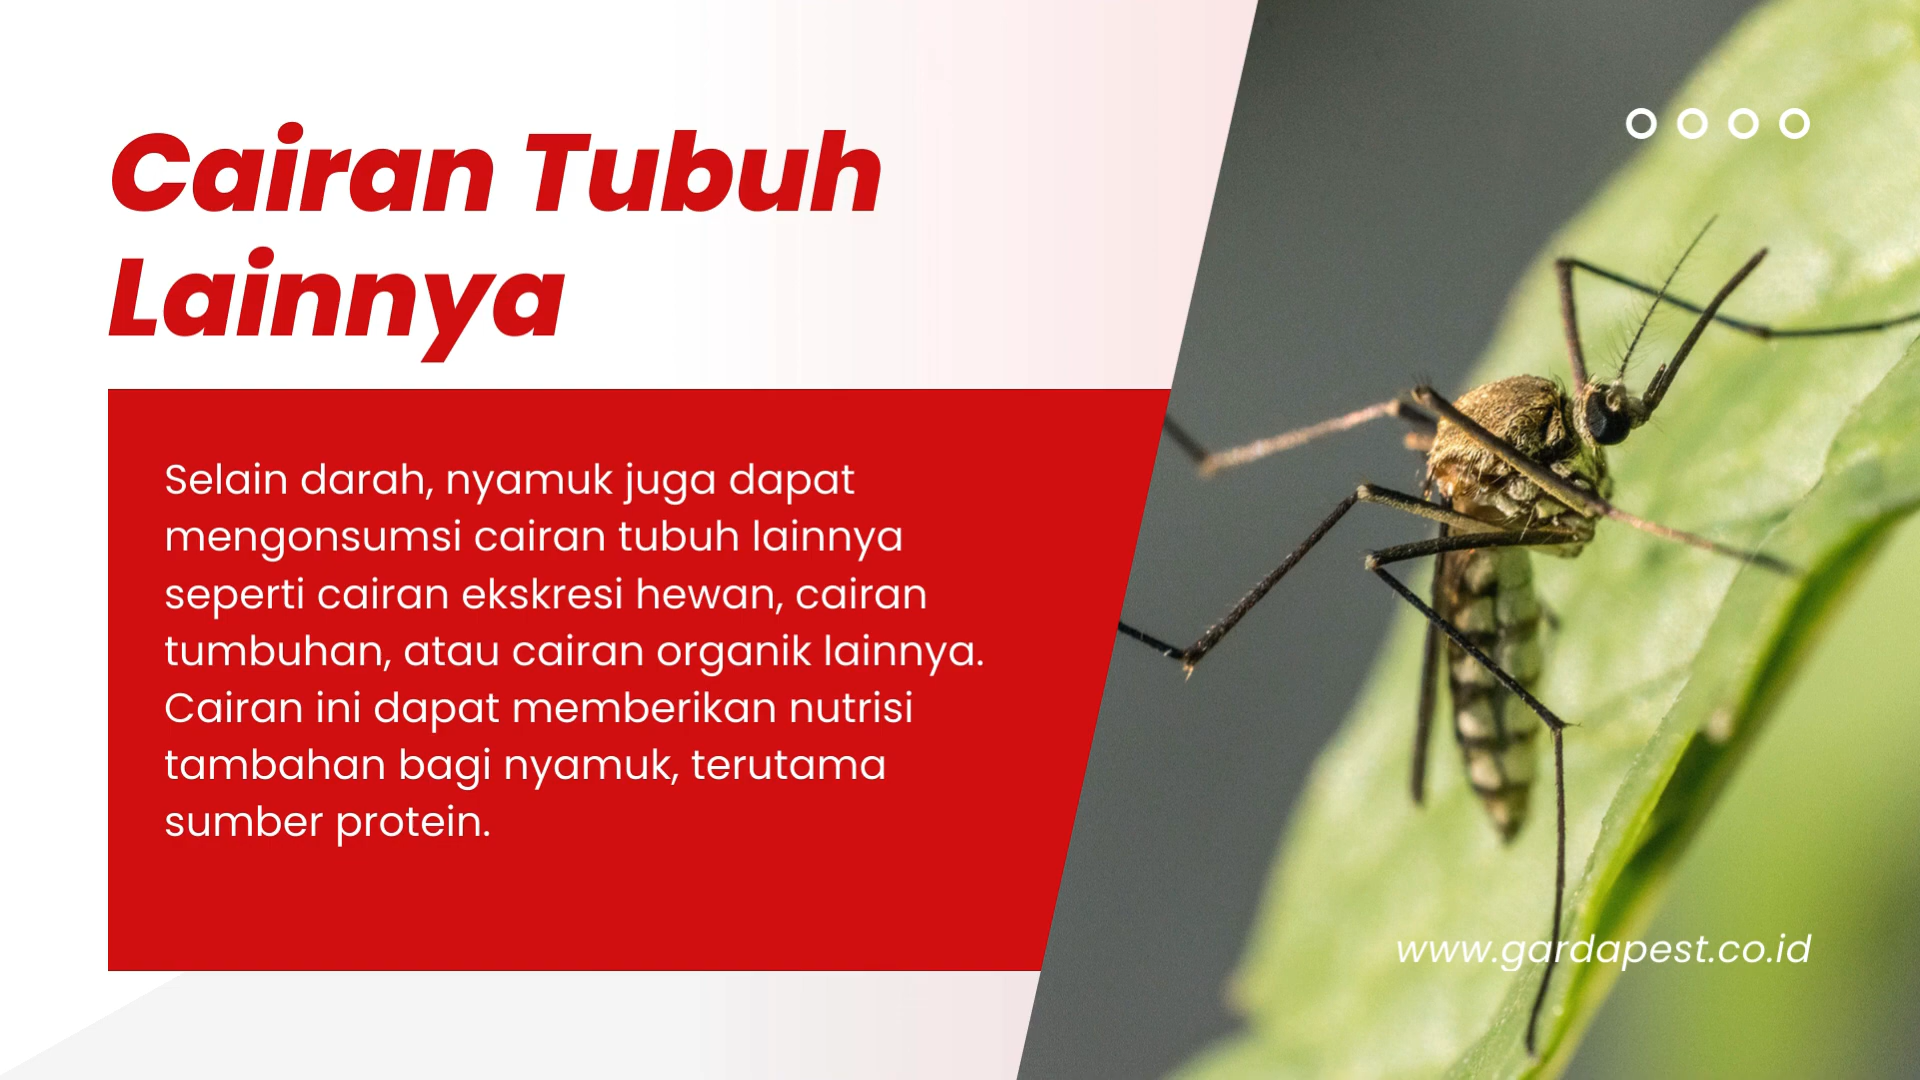 Cairan Tubuh
Lainnya
Selain darah, nyamuk juga dapat
mengonsumsi cairan tubuh lainnya
seperti cairan ekskresi hewan, cairan
tumbuhan, atau cairan organik lainnya.
Cairan ini dapat memberikan nutrisi
tambahan bagi nyamuk, terutama
sumber protein.
www.gardapest.co.id